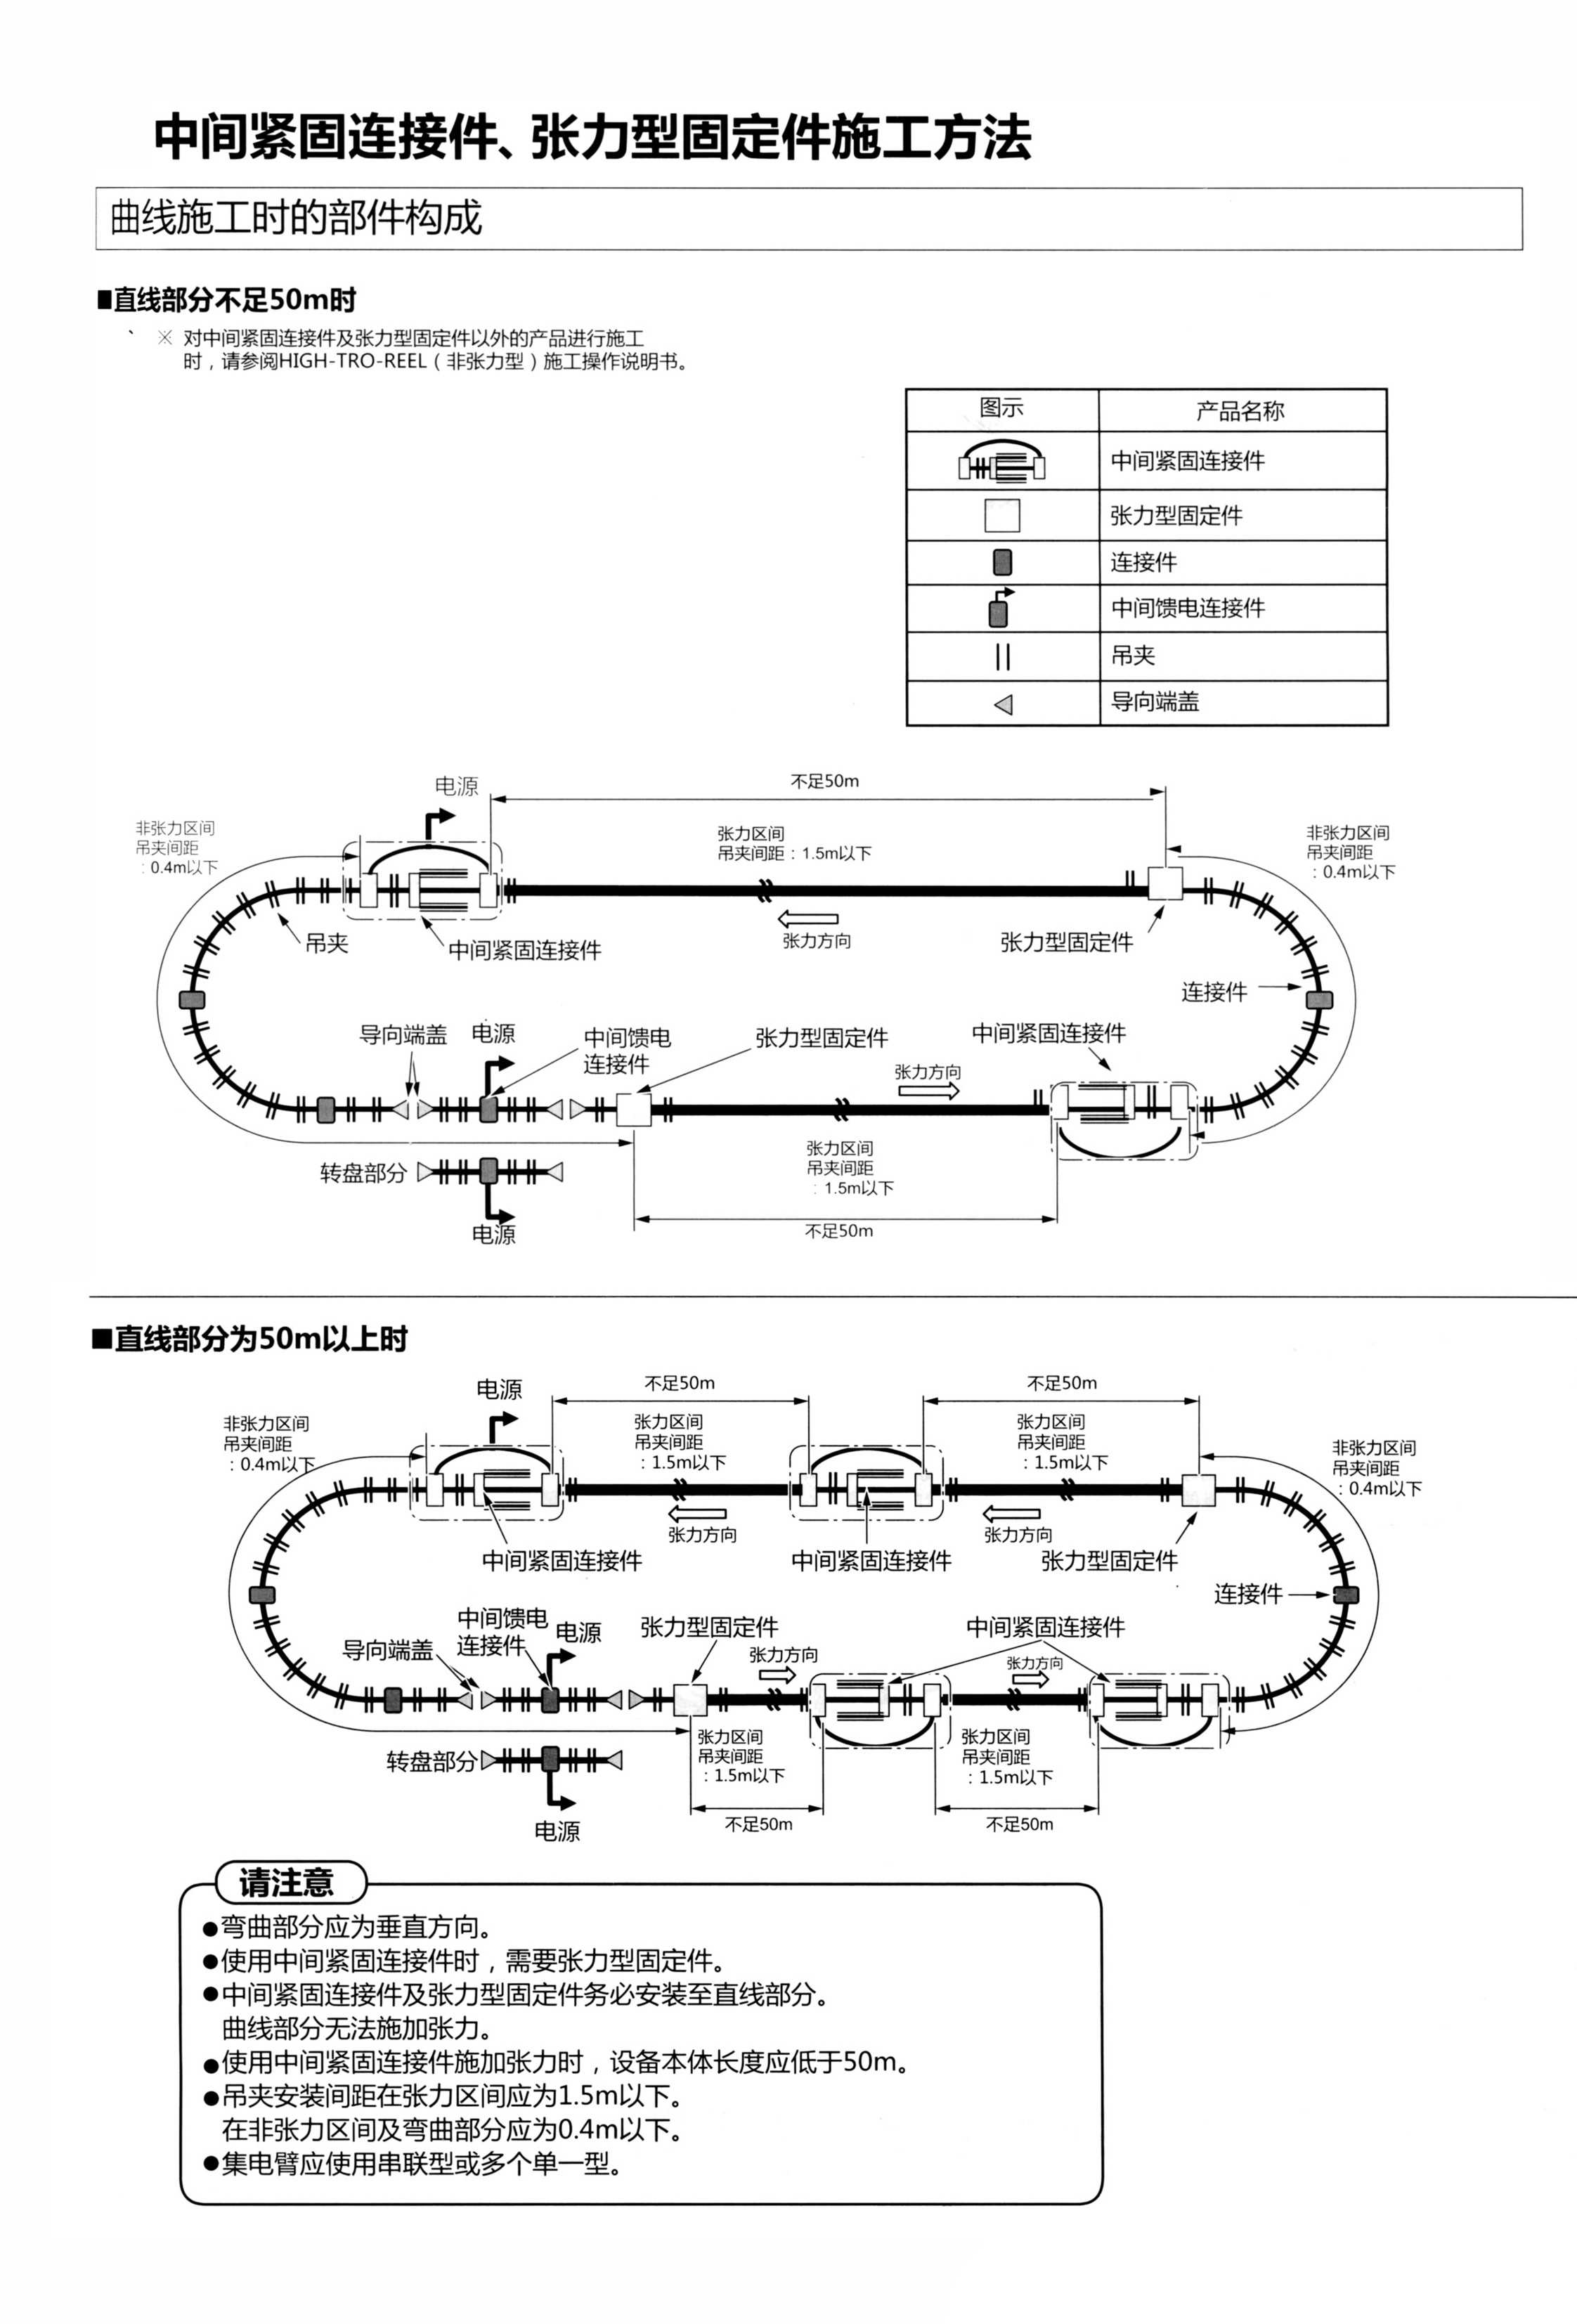 中间紧固连接件、张力型固定件施工方法
曲线施工时的部件构成
■直线部分不足50m时
※ 对中间紧固连接件及张力型固定件以外的产品进行施工
时，请参阅HIGH-TRO-REEL（非张力型）施工操作说明书。
图示 产品名称
中间紧固连接件
张力型固定件
连接件
中间馈电连接件
吊夹
导向端盖
电源
不足50m
非张力区间
吊夹间距
：0.4m以下
张力区间
吊夹间距：1.5m以下
非张力区间
吊夹间距
：0.4m以下
吊夹
中间紧固连接件
张力方向
张力型固定件
连接件
导向端盖
电源
中间馈电
连接件
张力型固定件
中间紧固连接件
张力方向
张力区间
吊夹间距
：1.5m以下
转盘部分
电源
不足50m
■直线部分为50m以上时
电源
不足50m
不足50m
非张力区间
吊夹间距
：0.4m以下
张力区间
吊夹间距
：1.5m以下
张力区间
吊夹间距
：1.5m以下
非张力区间
吊夹间距
：0.4m以下
张力方向
张力方向
中间紧固连接件
中间紧固连接件
张力型固定件
连接件
导向端盖
中间馈电
连接件
电源
张力型固定件
张力方向
中间紧固连接件
张力方向
张力区间
吊夹间距
：1.5m以下
张力区间
吊夹间距
：1.5m以下
转盘部分
电源
不足50m
不足50m
请注意
●弯曲部分应为垂直方向。
●使用中间紧固连接件时，需要张力型固定件。
●中间紧固连接件及张力型固定件务必安装至直线部分。
曲线部分无法施加张力。
●使用中间紧固连接件施加张力时，设备本体长度应低于50m。
●吊夹安装间距在张力区间应为1.5m以下。
在非张力区间及弯曲部分应为0.4m以下。
●集电臂应使用串联型或多个单一型。